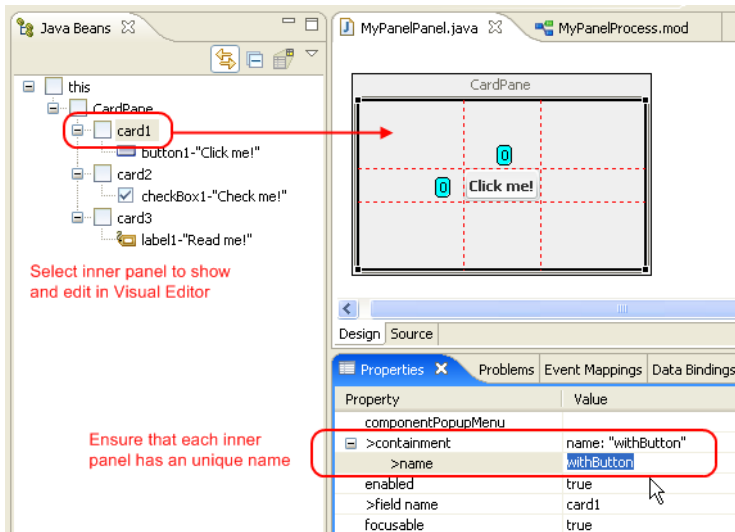 Java Beans
this
CardPane
card1
button1-"Click me!"
card2
checkBox1-"Check me!"
card3
label1-"Read me!"
Select inner panel to show
and edit in Visual Editor
MyPanelPanel.java
MyPanelProcess.mod
CardPane
0
0
Click me!
Design
Source
Properties
Problems
Event Mappings
Data Bindings
Property
Value
componentPopupMenu
>containment
name: "withButton"
>name
withButton
enabled
true
>field name
card1
focusable
true
Ensure that each inner
panel has an unique name